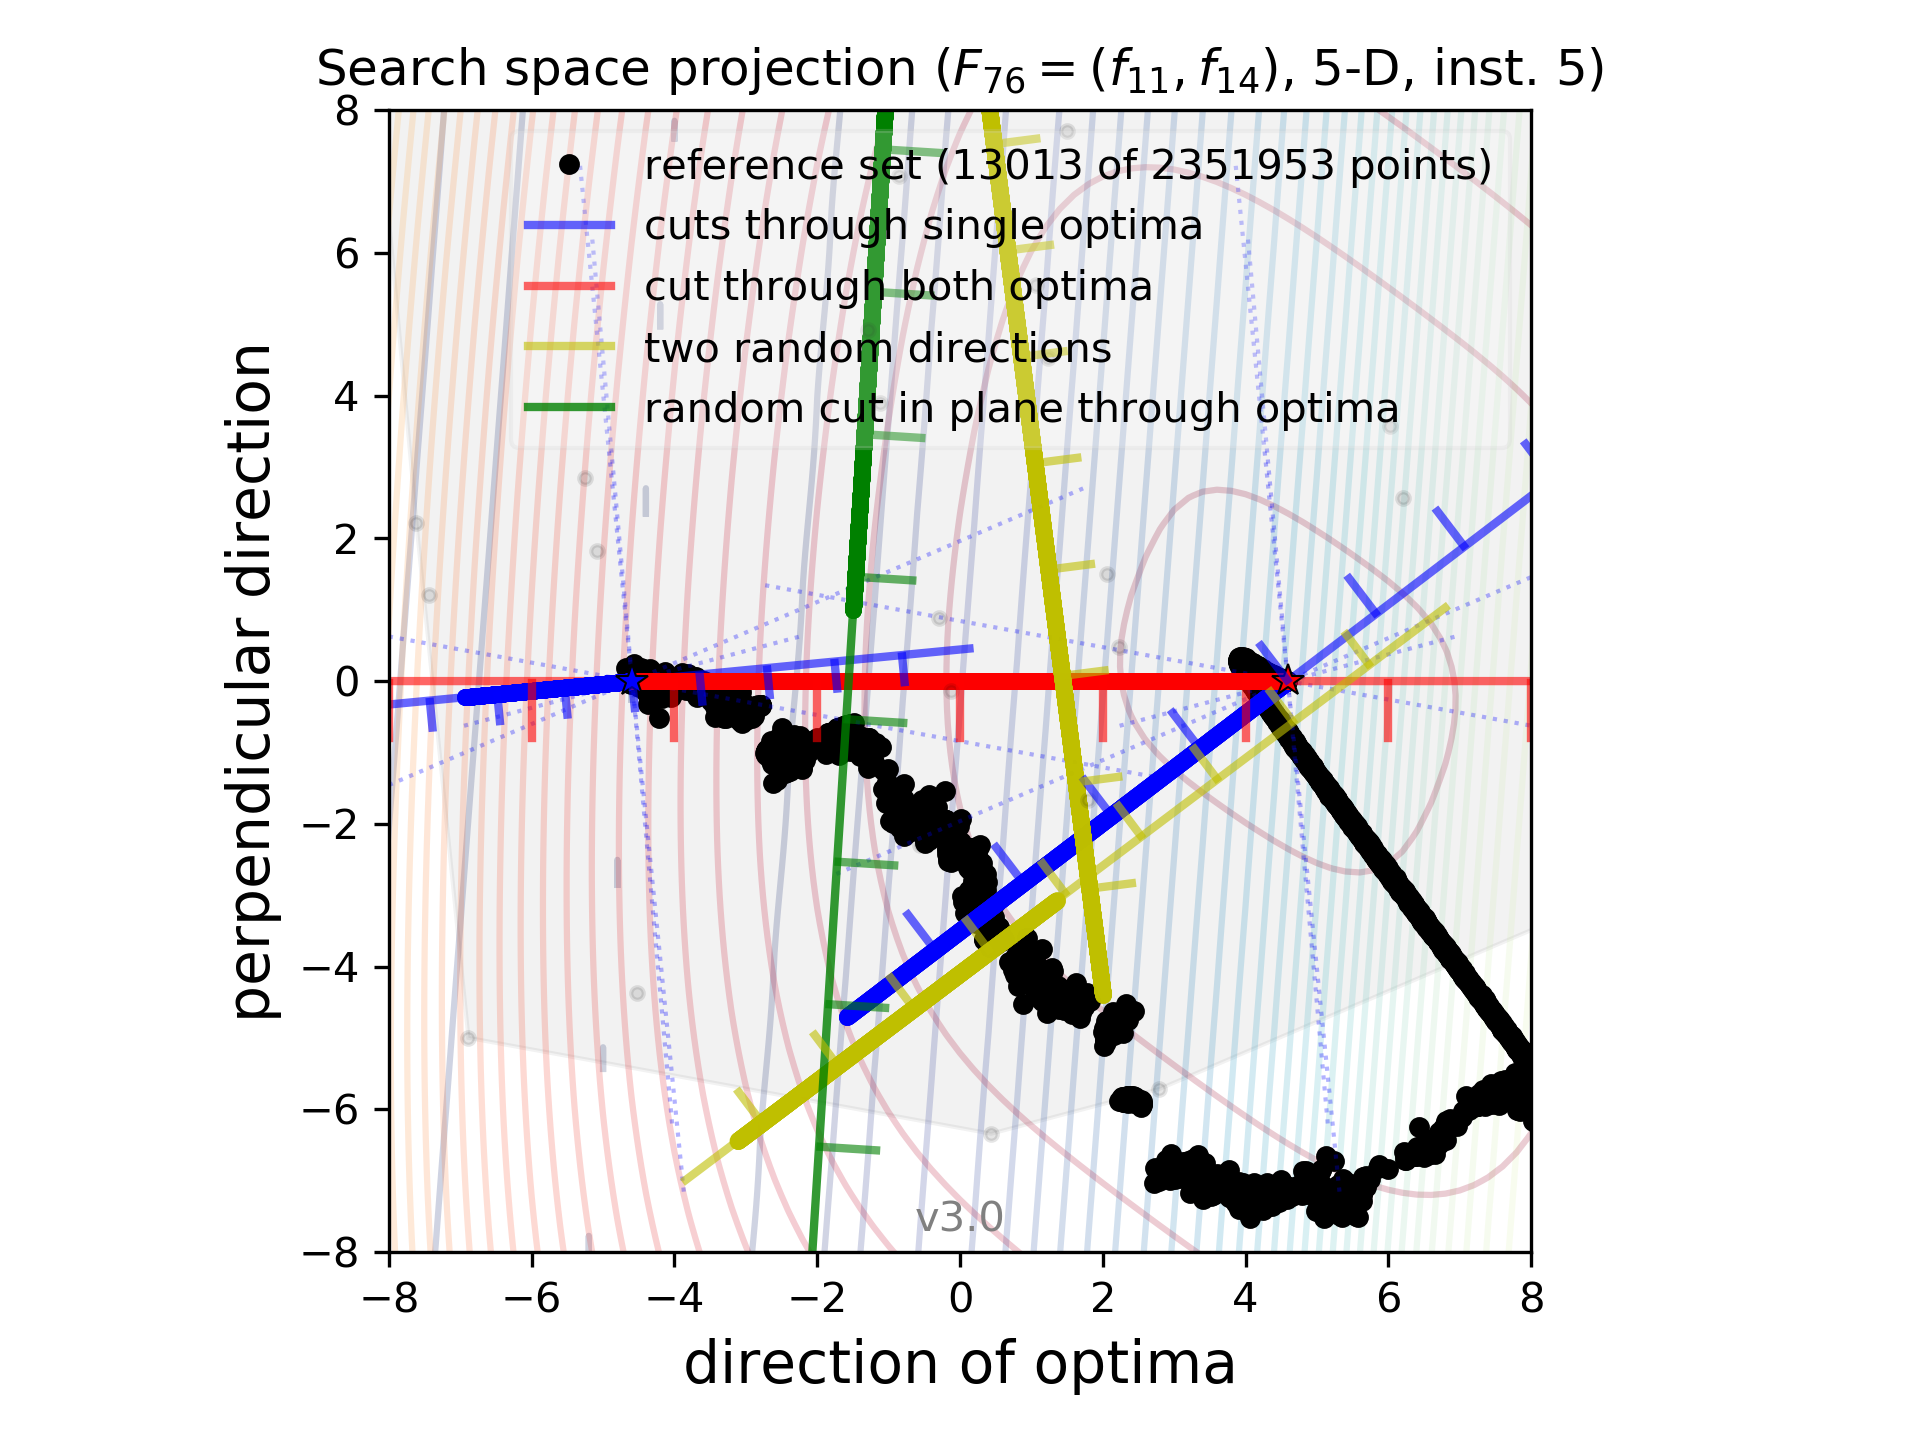 Search space projection (F₇₆ = (f₁₁, f₁₄), 5-D, inst. 5)
reference set (13013 of 2351953 points)
cuts through single optima
cut through both optima
two random directions
random cut in plane through optima
8
6
4
2
0
−2
−4
−6
−8
perpendicular direction
v3.0
−8 −6 −4 −2 0 2 4 6 8
direction of optima